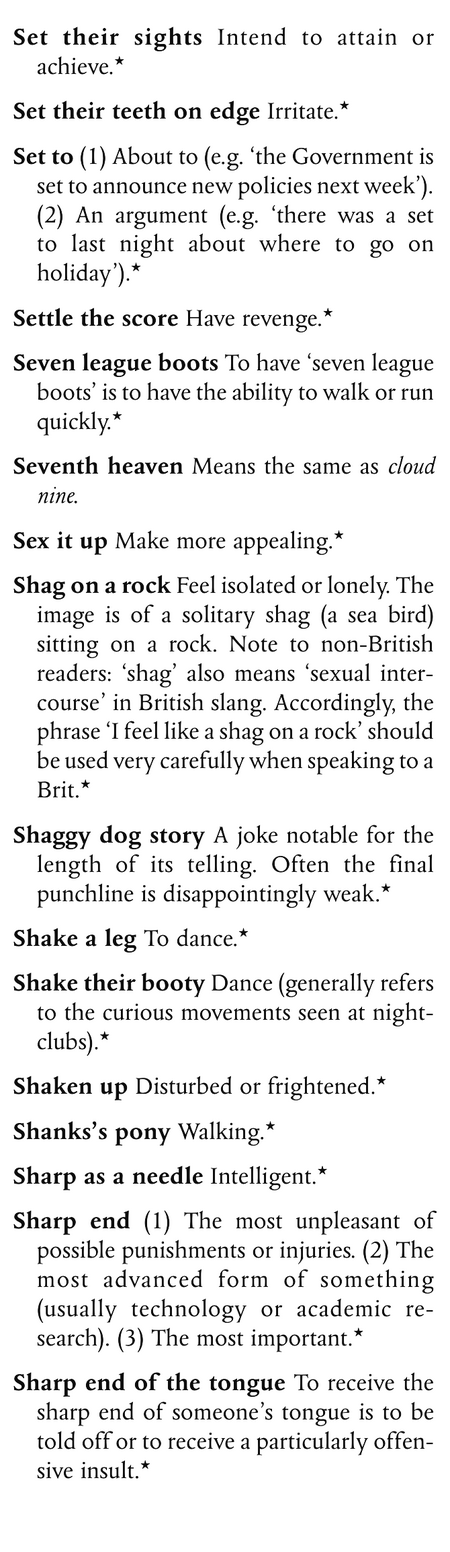 Set their sights Intend to attain or
achieve.★
Set their teeth on edge Irritate.★
Set to (1) About to (e.g. ‘the Government is
set to announce new policies next week’).
(2) An argument (e.g. ‘there was a set
to last night about where to go on
holiday’).★
Settle the score Have revenge.★
Seven league boots To have ‘seven league
boots’ is to have the ability to walk or run
quickly.★
Seventh heaven Means the same as cloud
nine.
Sex it up Make more appealing.★
Shag on a rock Feel isolated or lonely. The
image is of a solitary shag (a sea bird)
sitting on a rock. Note to non-British
readers: ‘shag’ also means ‘sexual inter-
course’ in British slang. Accordingly, the
phrase ‘I feel like a shag on a rock’ should
be used very carefully when speaking to a
Brit.★
Shaggy dog story A joke notable for the
length of its telling. Often the final
punchline is disappointingly weak.★
Shake a leg To dance.★
Shake their booty Dance (generally refers
to the curious movements seen at night-
clubs).★
Shaken up Disturbed or frightened.★
Shanks’s pony Walking.★
Sharp as a needle Intelligent.★
Sharp end (1) The most unpleasant of
possible punishments or injuries. (2) The
most advanced form of something
(usually technology or academic re-
search). (3) The most important.★
Sharp end of the tongue To receive the
sharp end of someone’s tongue is to be
told off or to receive a particularly offen-
sive insult.★